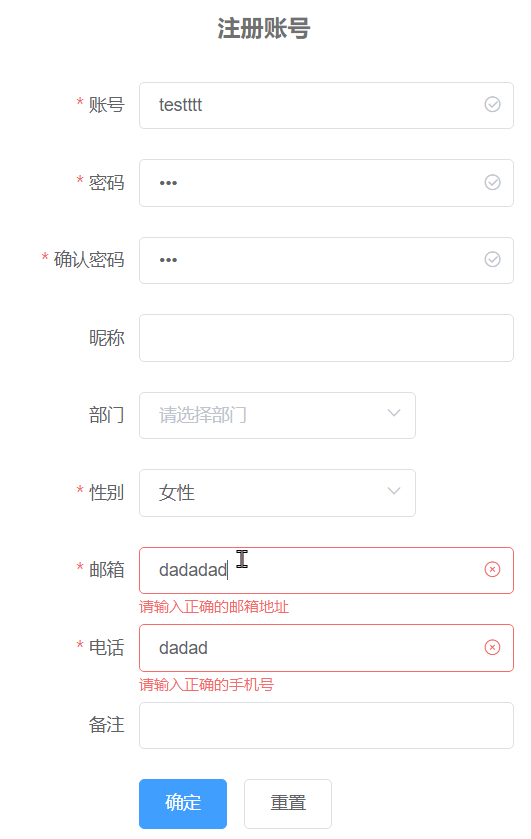 注册账号
* 账号 testttt
* 密码 •••
* 确认密码 •••
昵称
部门 请选择部门
* 性别 女性
* 邮箱 dadadad
请输入正确的邮箱地址
* 电话 dadad
请输入正确的手机号
备注
确定 重置